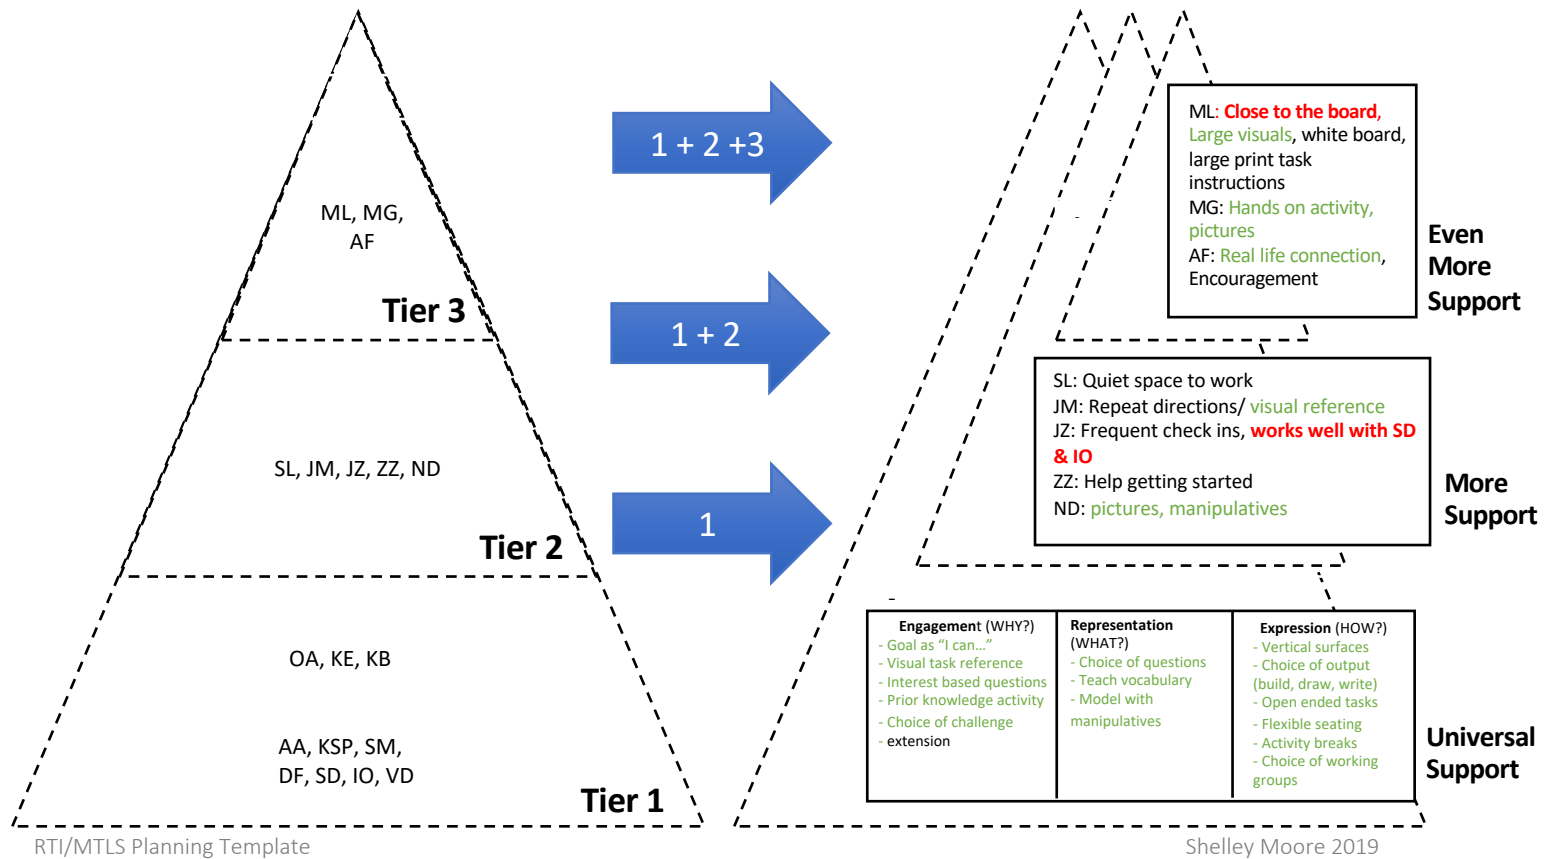 ML, MG,
AF
Tier 3
SL, JM, JZ, ZZ, ND
Tier 2
OA, KE, KB
AA, KSP, SM,
DF, SD, IO, VD
Tier 1
1 + 2 +3
1 + 2
1
ML: Close to the board,
Large visuals, white board,
large print task
instructions
MG: Hands on activity,
pictures
AF: Real life connection,
Encouragement
Even
More
Support
SL: Quiet space to work
JM: Repeat directions/ visual reference
JZ: Frequent check ins, works well with SD
& IO
ZZ: Help getting started
ND: pictures, manipulatives
More
Support
Engagement (WHY?)
- Goal as “I can...”
- Visual task reference
- Interest based questions
- Prior knowledge activity
- Choice of challenge
- extension
Representation
(WHAT?)
- Choice of questions
- Teach vocabulary
- Model with
manipulatives
Expression (HOW?)
- Vertical surfaces
- Choice of output
(build, draw, write)
- Open ended tasks
- Flexible seating
- Activity breaks
- Choice of working
groups
Universal
Support
RTI/MTLS Planning Template
Shelley Moore 2019